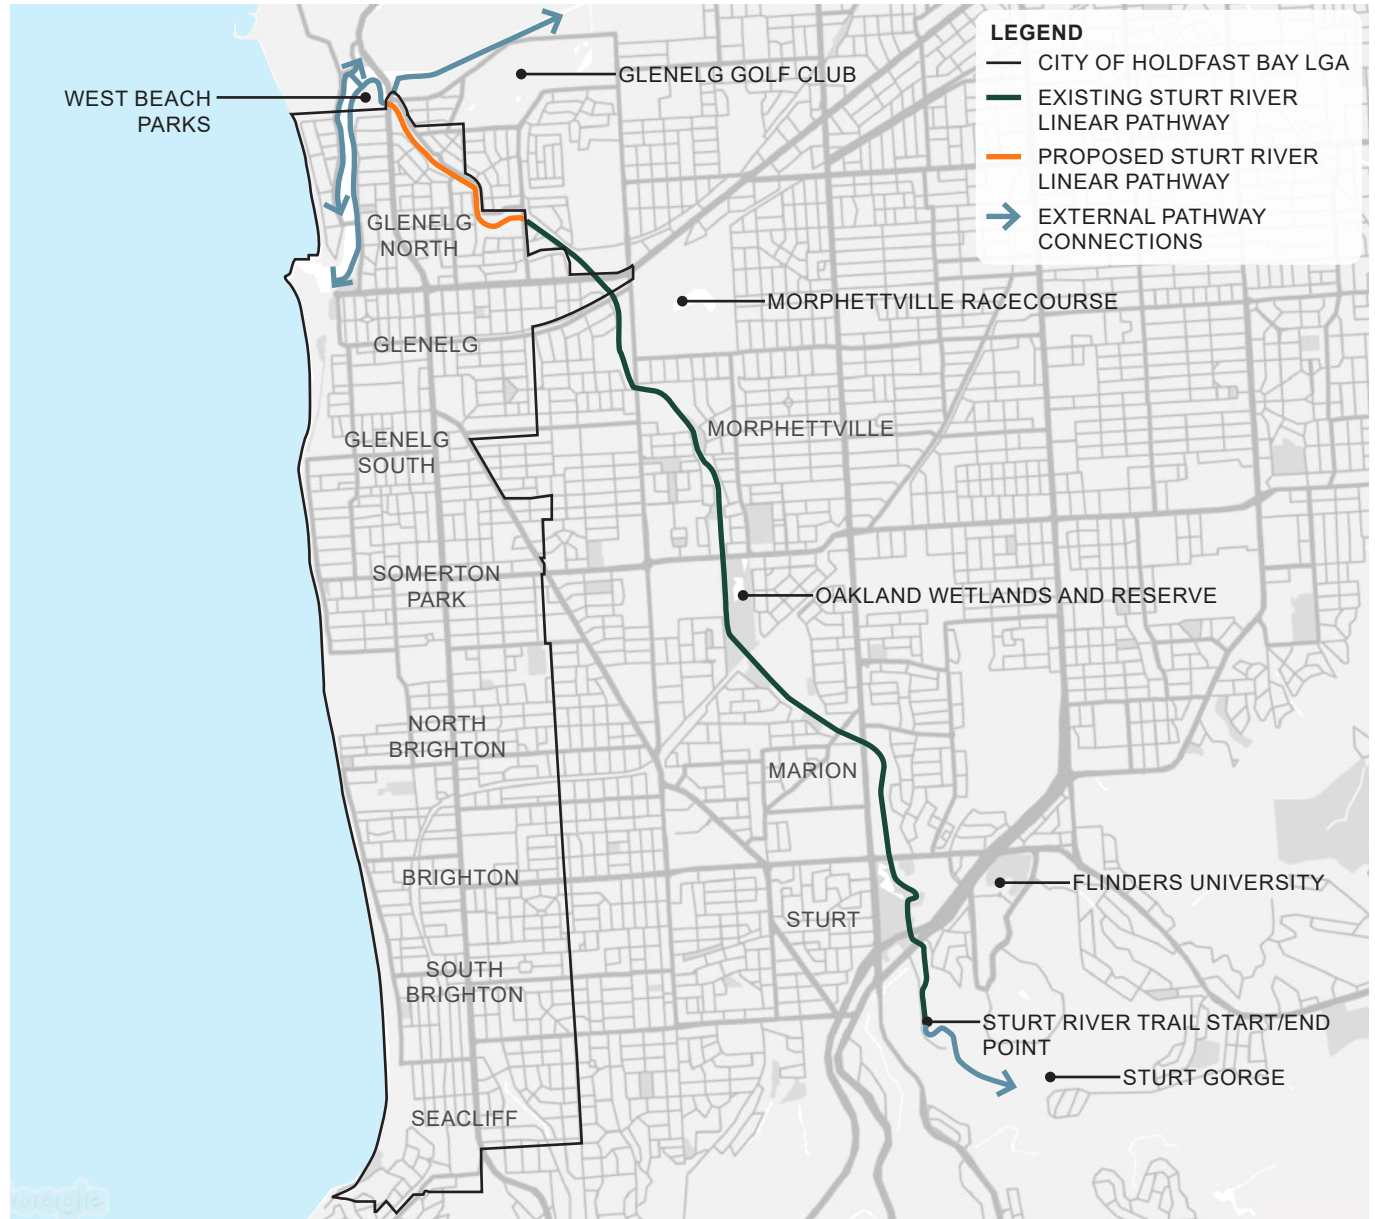 LEGEND
CITY OF HOLDFAST BAY LGA
EXISTING STURT RIVER
LINEAR PATHWAY
PROPOSED STURT RIVER
LINEAR PATHWAY
EXTERNAL PATHWAY
CONNECTIONS
GLENELG GOLF CLUB
WEST BEACH
PARKS
GLENELG
NORTH
MORPHETTVILLE RACECOURSE
GLENELG
MORPHETTVILLE
GLENELG
SOUTH
SOMERTON
PARK
OAKLAND WETLANDS AND RESERVE
NORTH
BRIGHTON
MARION
BRIGHTON
FLINDERS UNIVERSITY
STURT
SOUTH
BRIGHTON
STURT RIVER TRAIL START/END
POINT
STURT GORGE
SEACLIFF